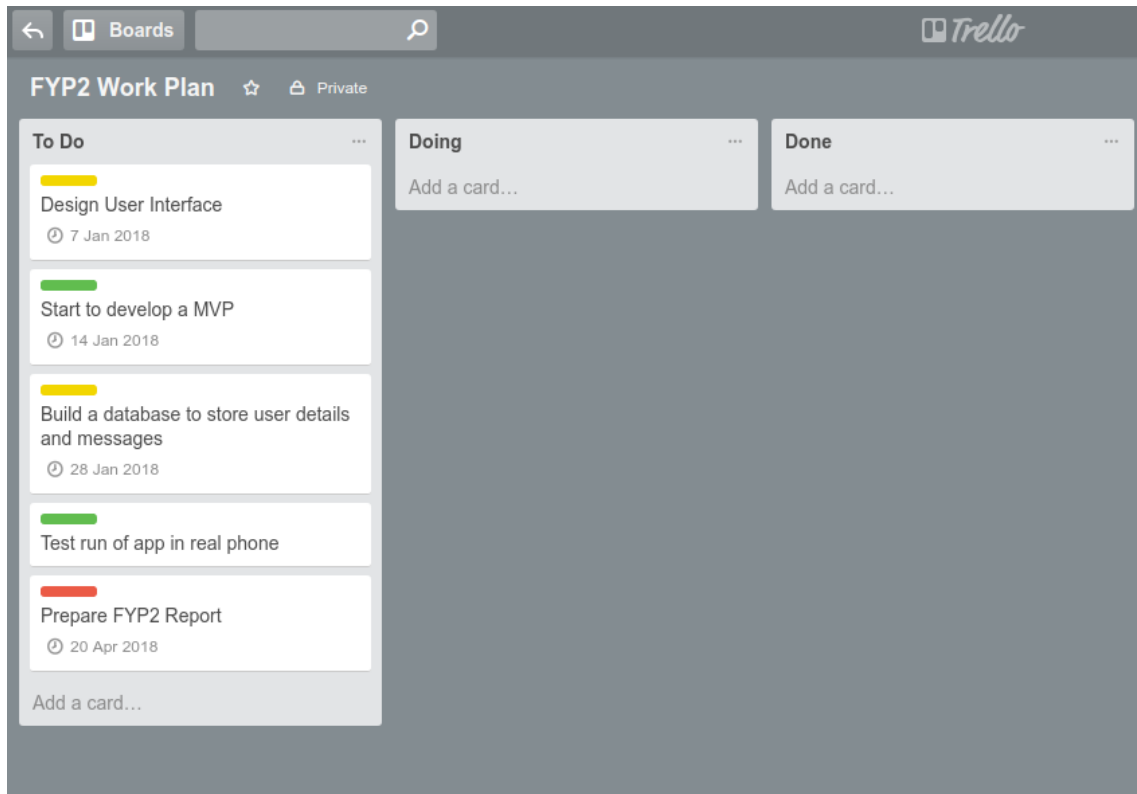 Boards
Trello
FYP2 Work Plan Private
To Do ...
Design User Interface
7 Jan 2018
Start to develop a MVP
14 Jan 2018
Build a database to store user details
and messages
28 Jan 2018
Test run of app in real phone
Prepare FYP2 Report
20 Apr 2018
Add a card…
Doing ...
Add a card…
Done ...
Add a card…